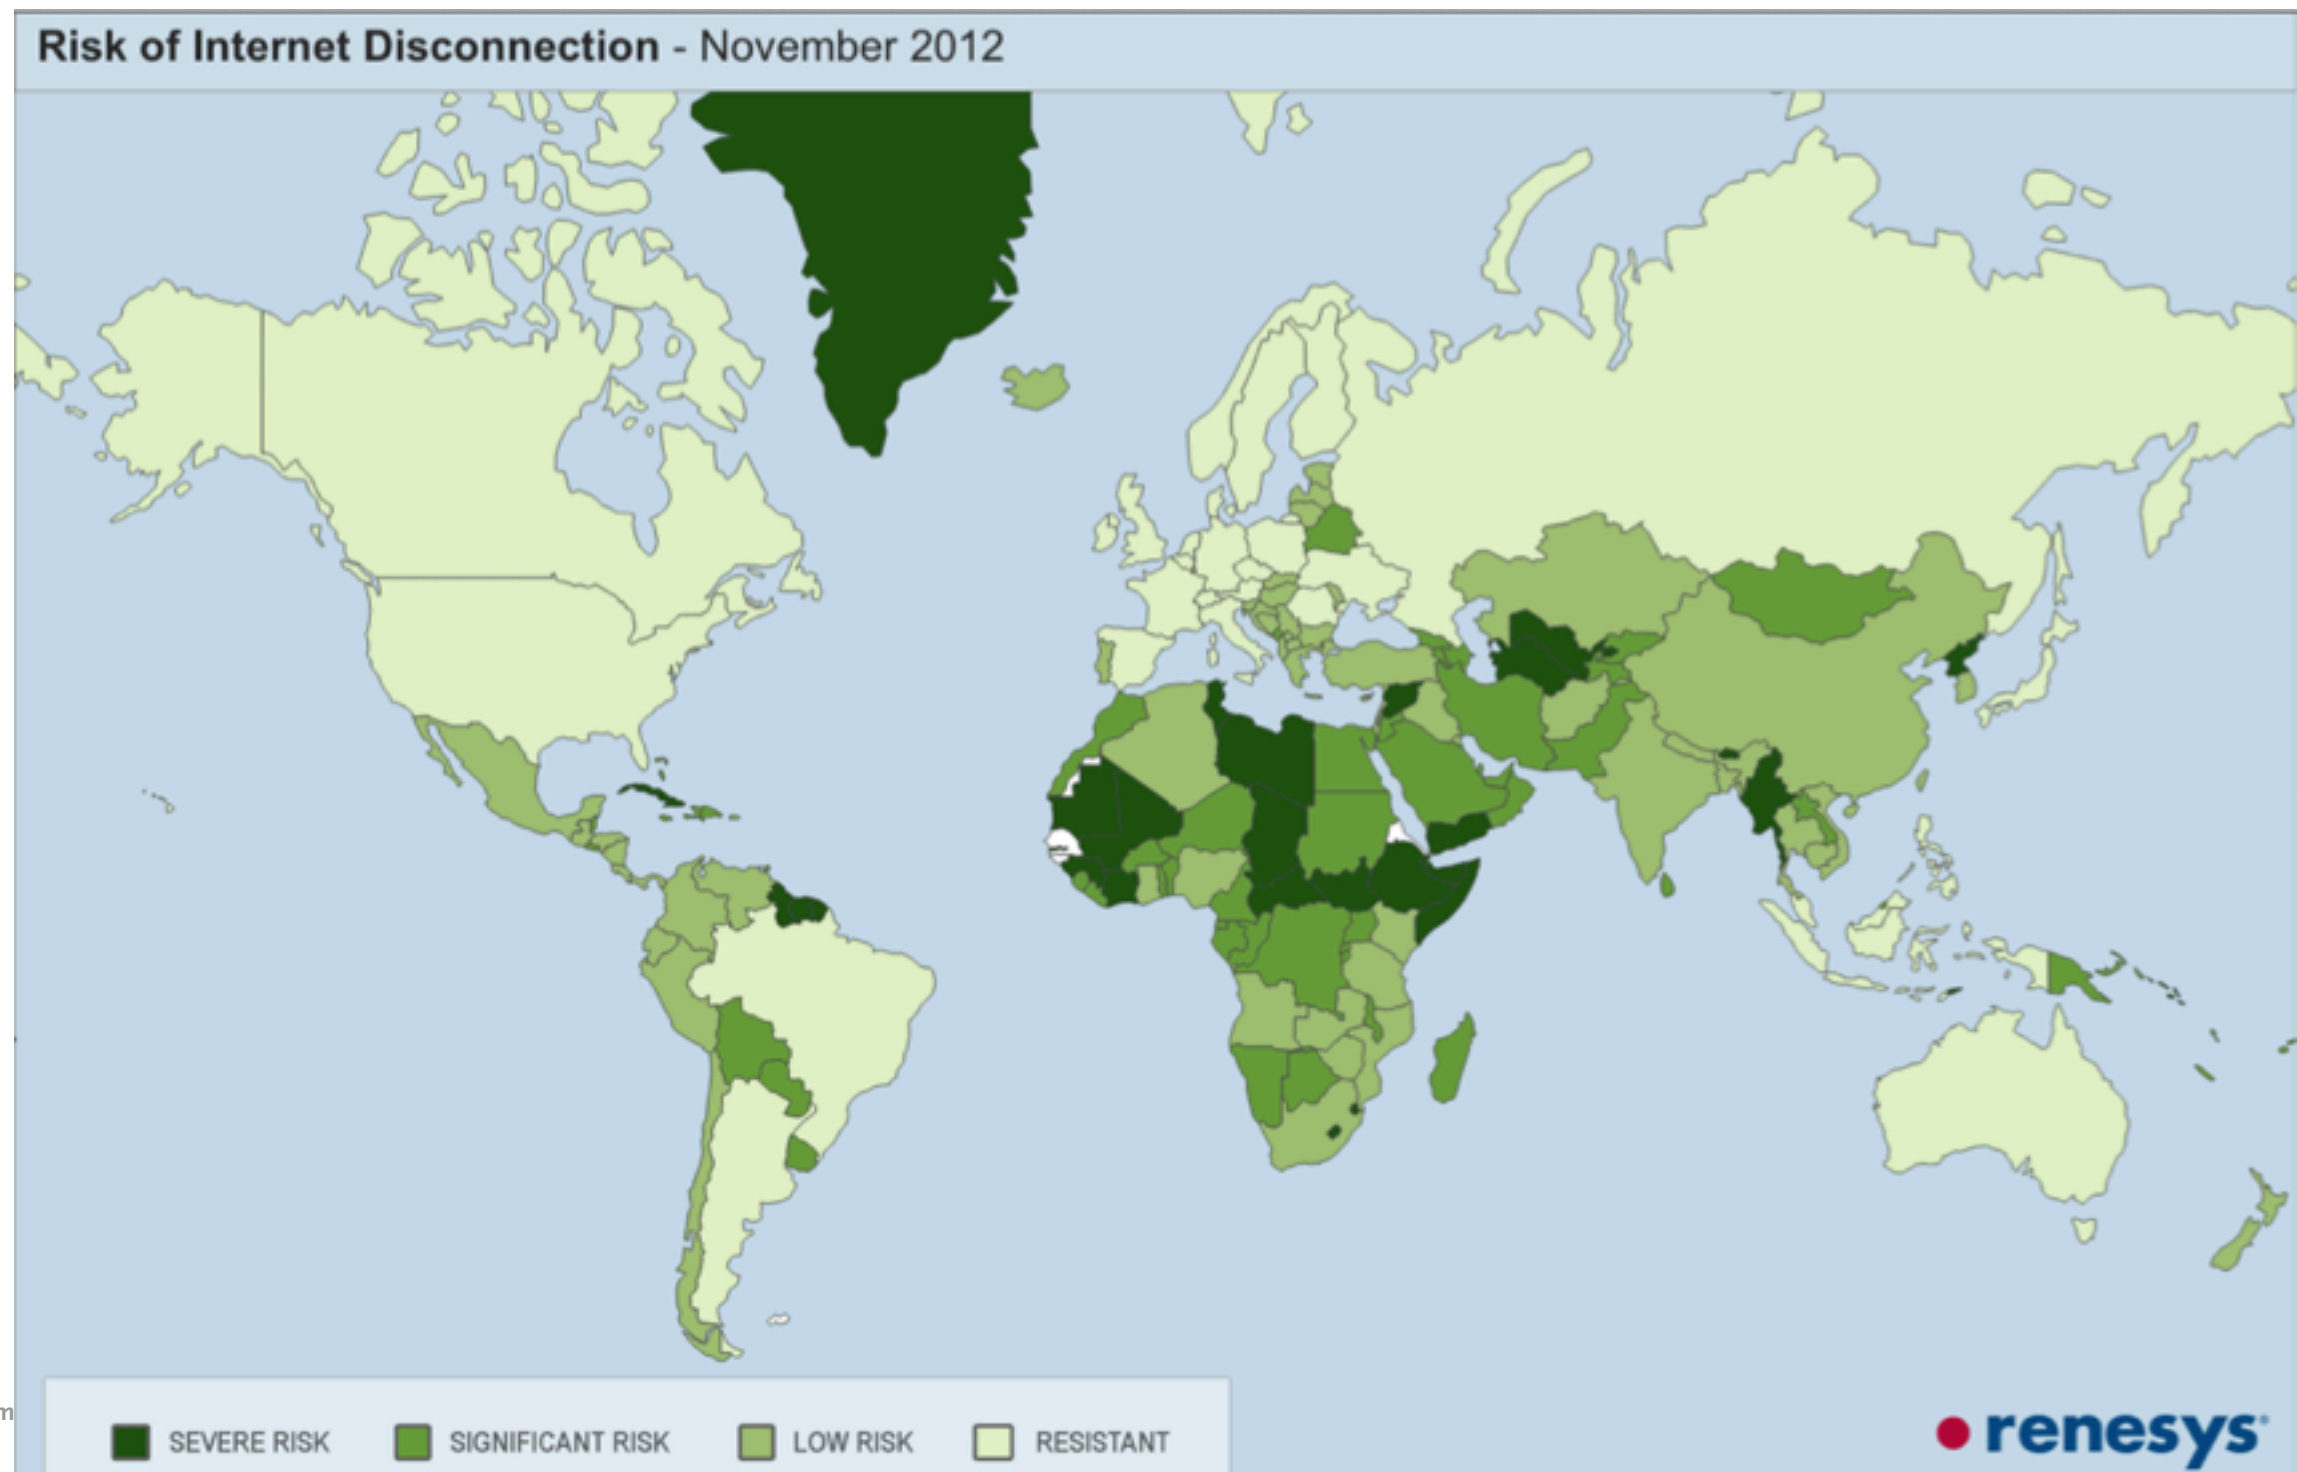 Risk of Internet Disconnection - November 2012
m
SEVERE RISK
SIGNIFICANT RISK
LOW RISK
RESISTANT
renesys